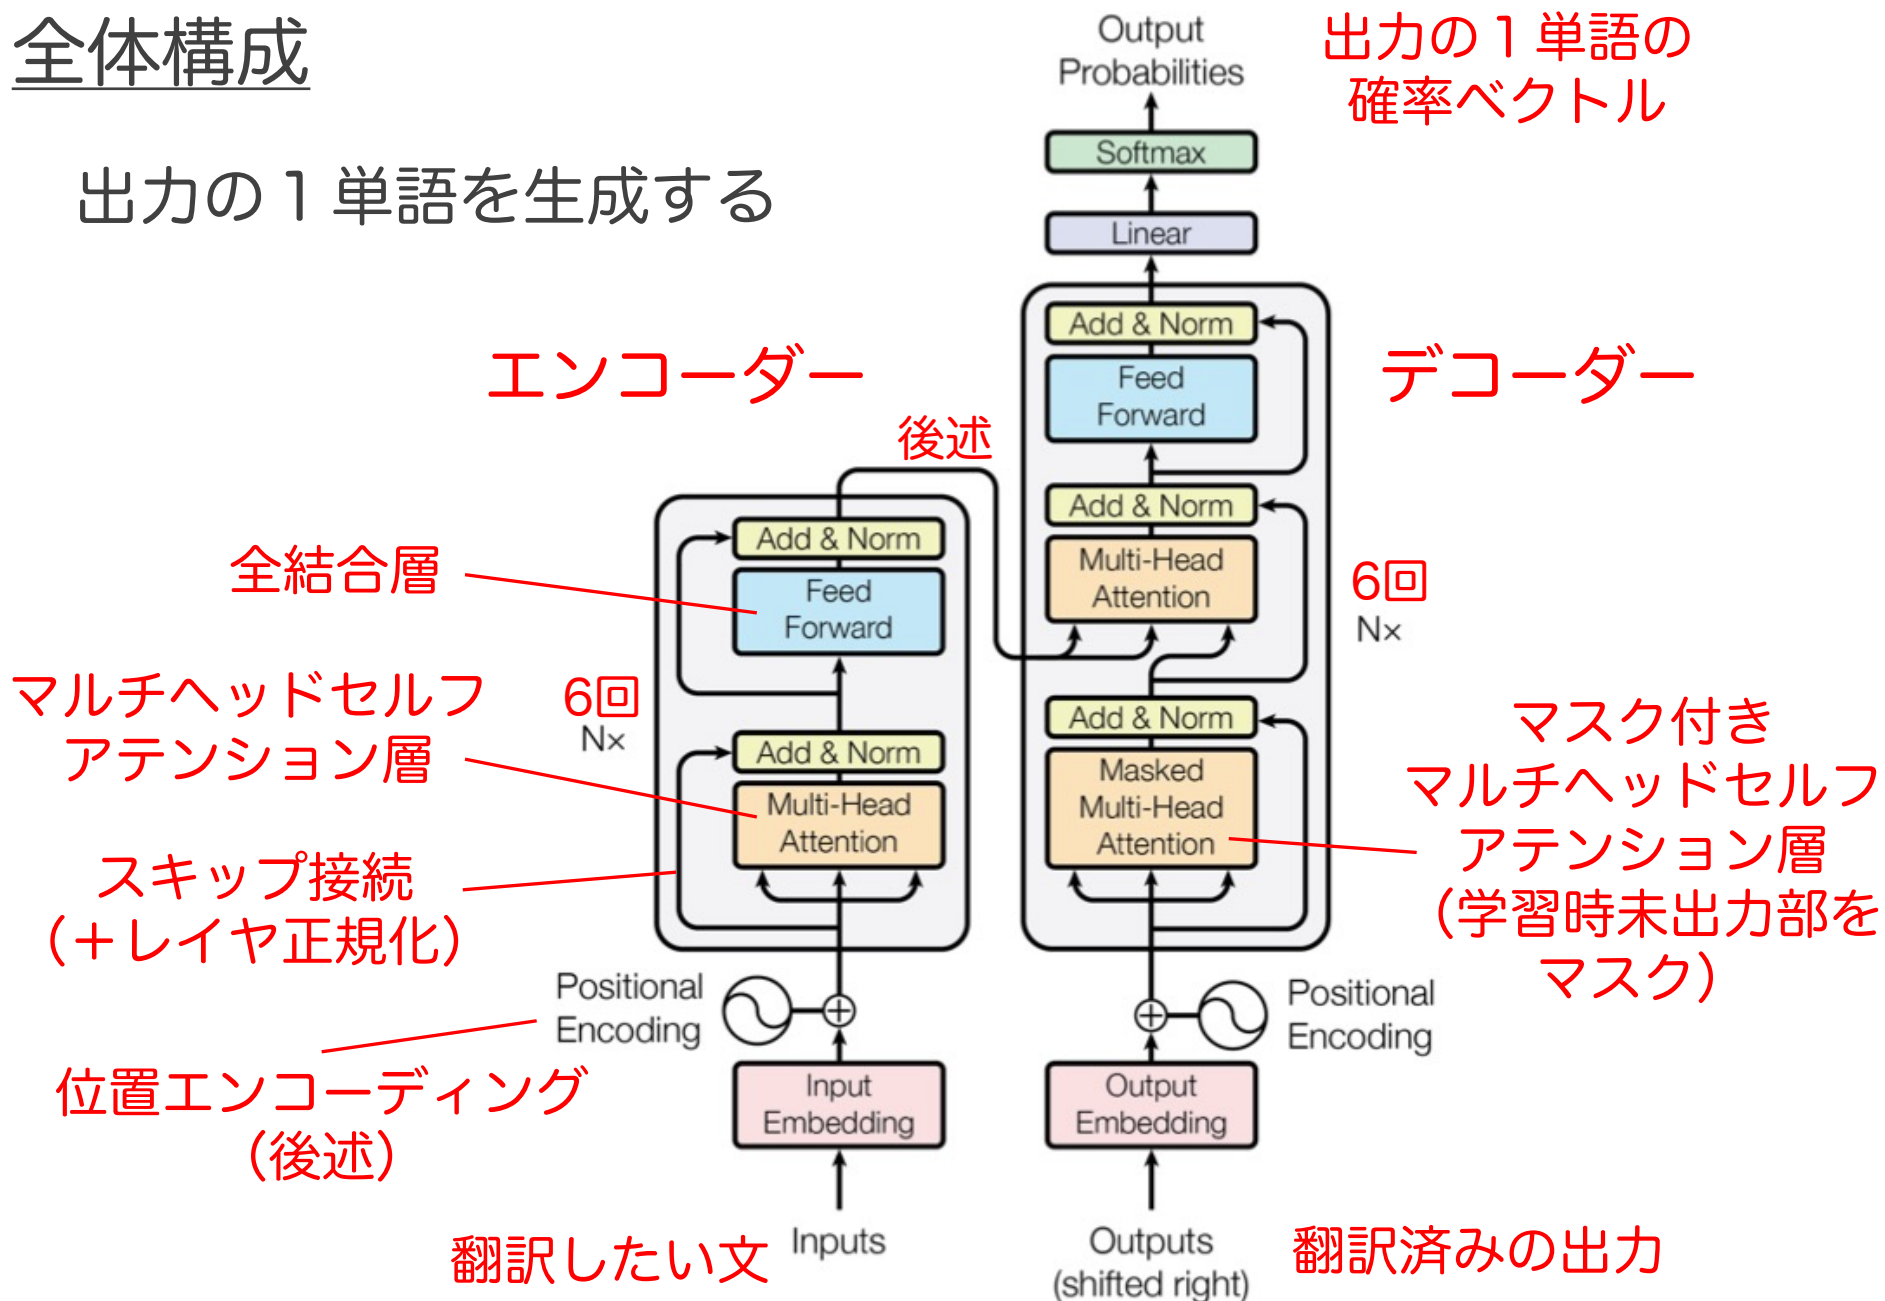 全体構成
出力の1単語を生成する
Output
Probabilities
出力の1単語の
確率ベクトル
Softmax
Linear
エンコーダー
デコーダー
後述
Add & Norm
Feed
Forward
Add & Norm
Multi-Head
Attention
6回
N×
Add & Norm
Masked
Multi-Head
Attention
マスク付き
マルチヘッドセルフ
アテンション層
(学習時未出力部を
マスク)
Add & Norm
Feed
Forward
全結合層
6回
N×
Add & Norm
Multi-Head
Attention
マルチヘッドセルフ
アテンション層
スキップ接続
(+レイヤ正規化)
Positional
Encoding
位置エンコーディング
(後述)
Positional
Encoding
Input
Embedding
Output
Embedding
翻訳したい文
Inputs
Outputs
(shifted right)
翻訳済みの出力